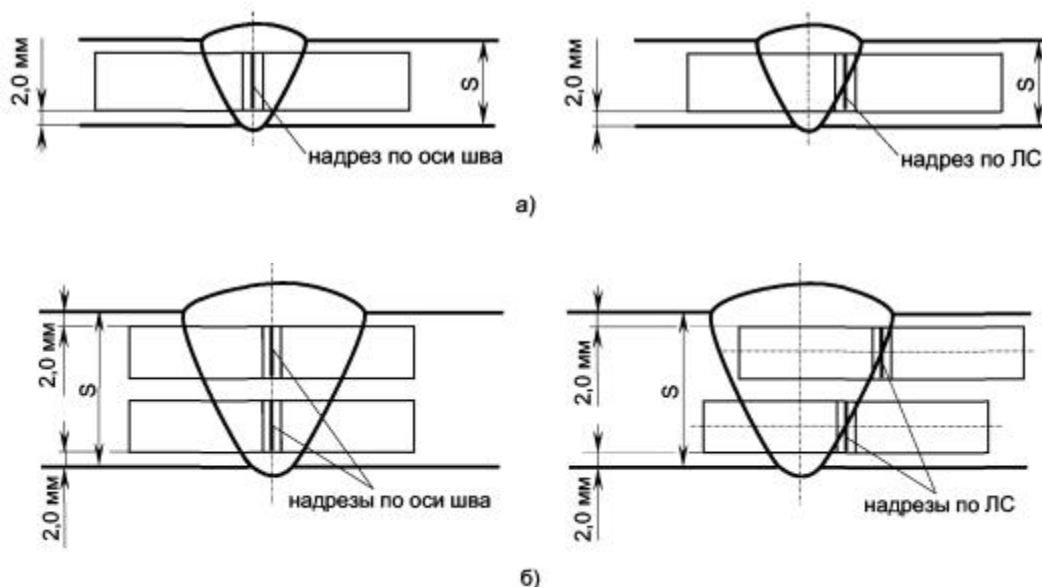 2,0 мм
S
надрез по оси шва
2,0 мм
S
надрез по ЛС
а)
2,0 мм
S
2,0 мм
надрезы по оси шва
2,0 мм
S
2,0 мм
надрезы по ЛС
б)